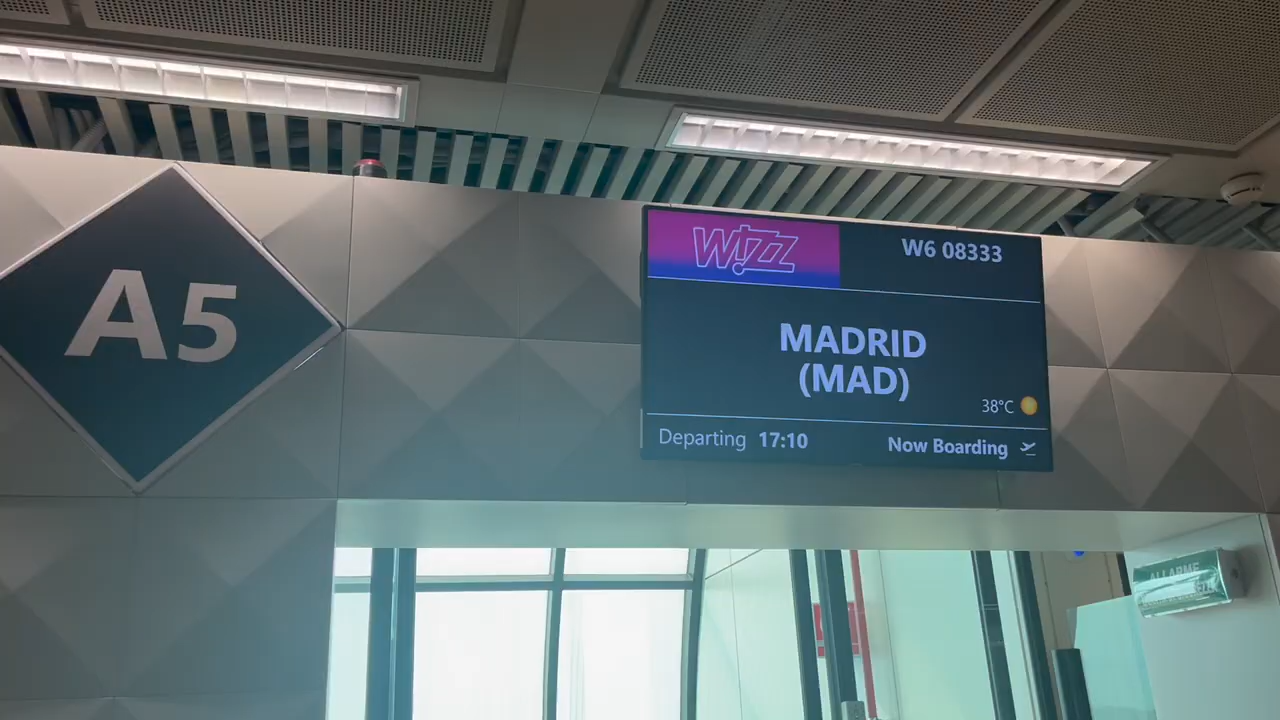 A5
WIZZ
W6 08333
MADRID
(MAD)
38°C
Departing 17:10
Now Boarding
ALLARME